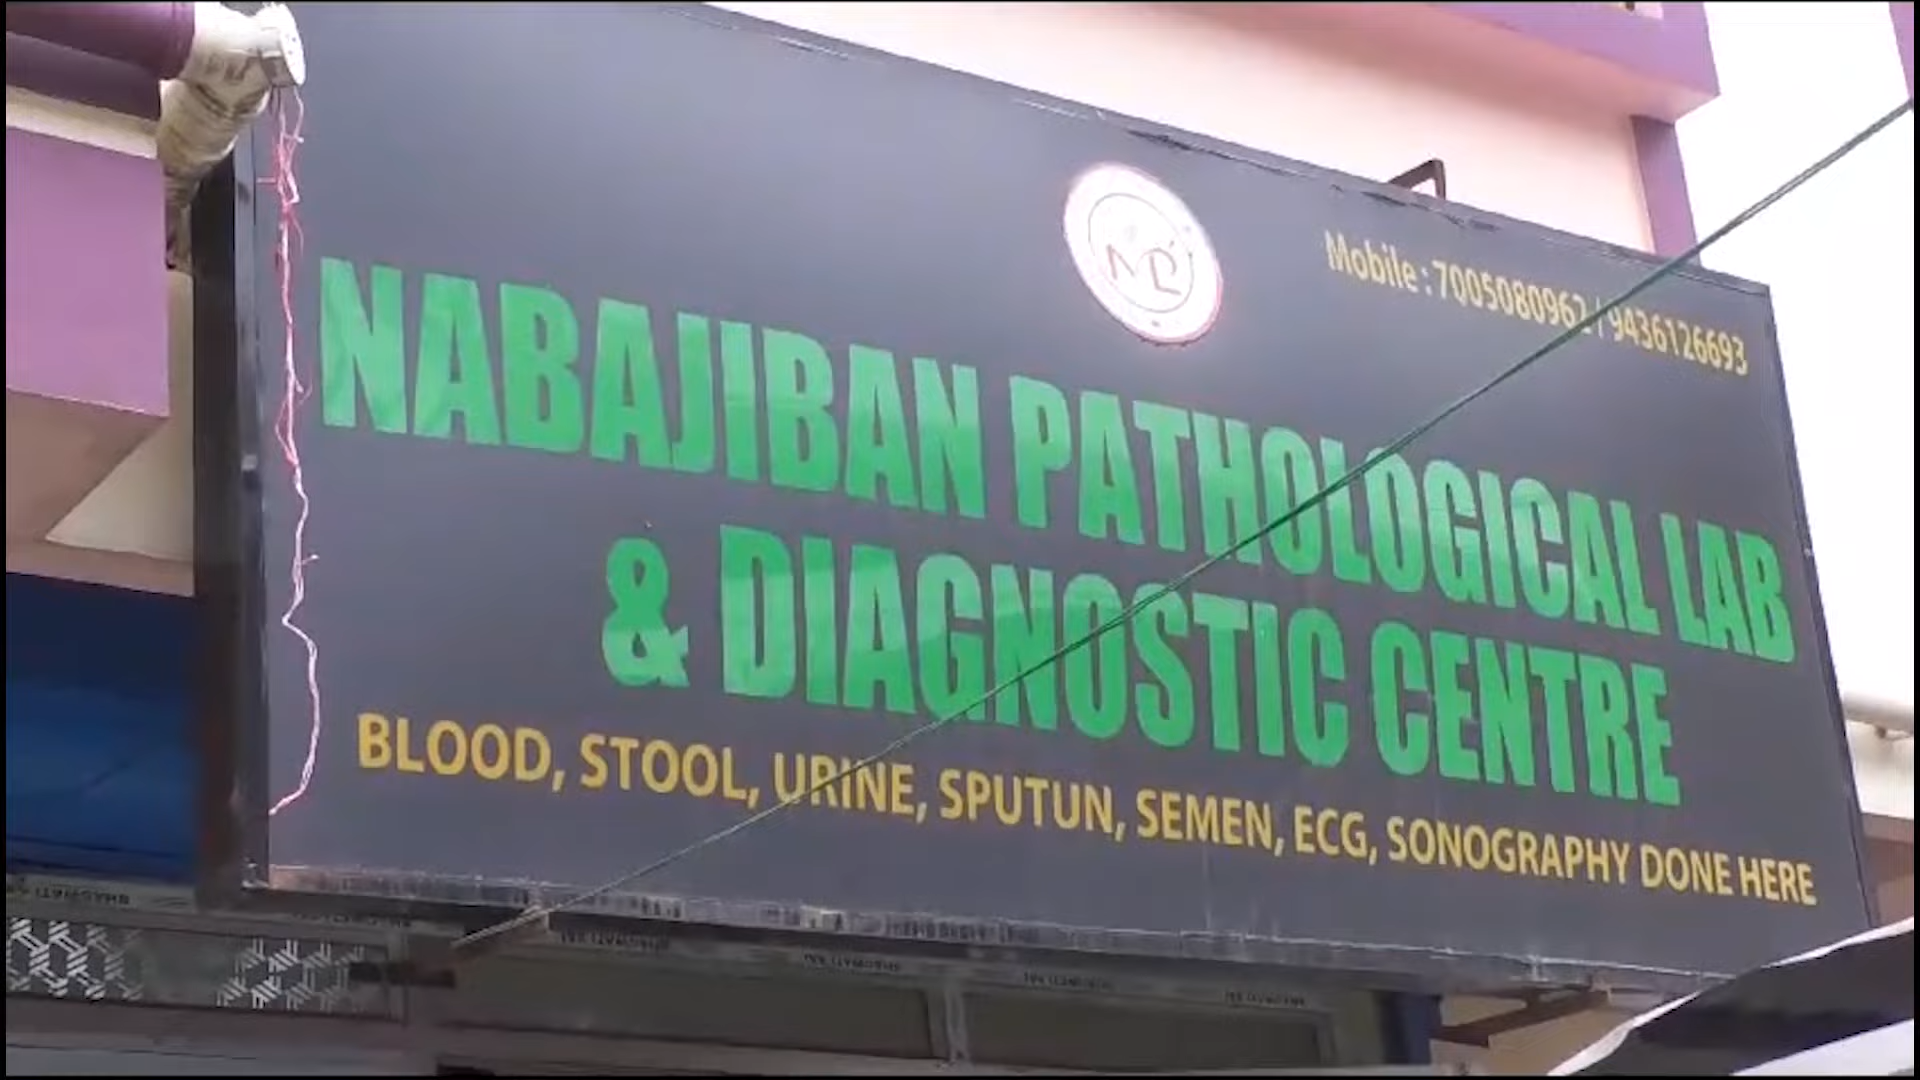 Mobile : 7005080962 / 9436126693
NABAJIBAN PATHOLOGICAL LAB
& DIAGNOSTIC CENTRE
BLOOD, STOOL, URINE, SPUTUN, SEMEN, ECG, SONOGRAPHY DONE HERE